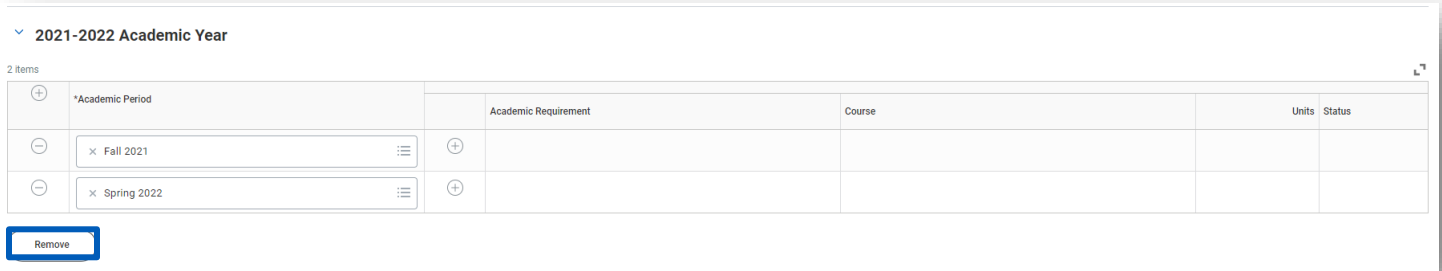 2021-2022 Academic Year
2 items
*Academic Period
Academic Requirement Course Units Status
Fall 2021
Spring 2022
Remove